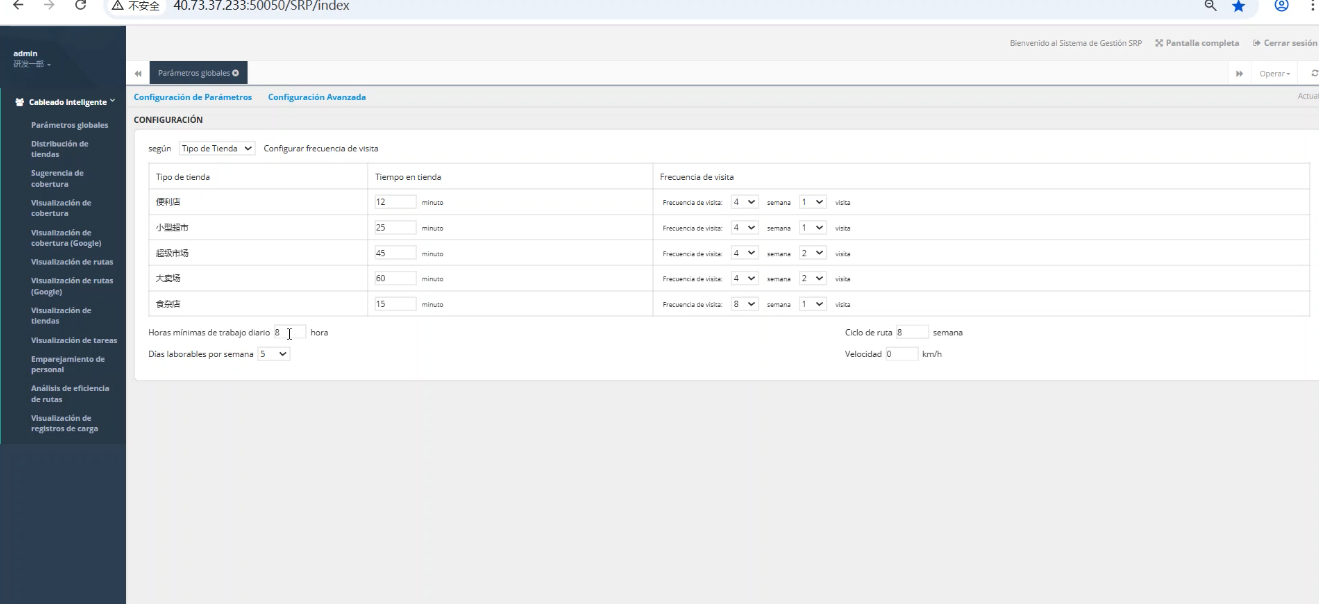 不安全 40.73.37.233:50050/SRP/index
admin
研发一部
Bienvenido al Sistema de Gestión SRP Pantalla completa Cerrar sesión
Parámetros globales Operar
Cableado Inteligente
Configuración de Parámetros Configuración Avanzada Actual
CONFIGURACIÓN
Parámetros globales
Distribución de
tiendas
Sugerencia de
cobertura
Visualización de
cobertura
Visualización de
cobertura (Google)
Visualización de rutas
Visualización de rutas
(Google)
Visualización de
tiendas
Visualización de tareas
Emparejamiento de
personal
Análisis de eficiencia
de rutas
Visualización de
registros de carga
según Tipo de Tienda Configurar frecuencia de visita
Tipo de tienda Tiempo en tienda Frecuencia de visita
便利店 12 minuto Frecuencia de visita: 4 semana 1 visita
小型超市 25 minuto Frecuencia de visita: 4 semana 1 visita
超级市场 45 minuto Frecuencia de visita: 4 semana 2 visita
大卖场 60 minuto Frecuencia de visita: 4 semana 2 visita
食杂店 15 minuto Frecuencia de visita: 8 semana 1 visita
Horas mínimas de trabajo diario 8 hora Ciclo de ruta 8 semana
Días laborables por semana 5 Velocidad 0 km/h